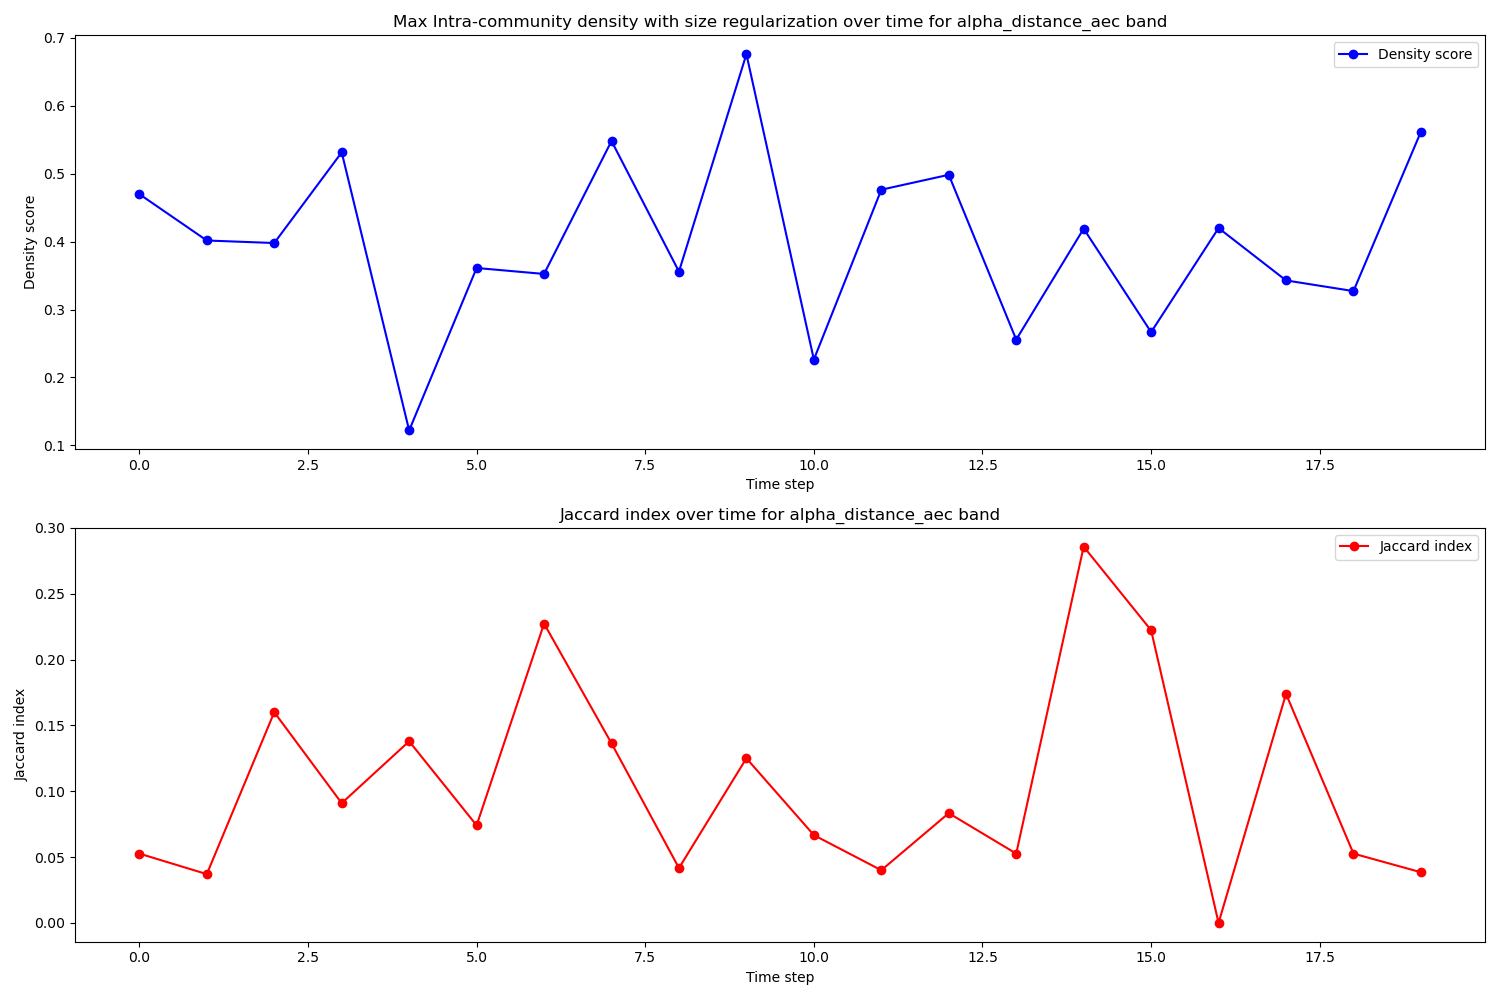 Max Intra-community density with size regularization over time for alpha_distance_aec band
0.7
0.6
0.5
0.4
0.3
0.2
0.1
Density score
Density score
0.0 2.5 5.0 7.5 10.0 12.5 15.0 17.5
Time step
Jaccard index over time for alpha_distance_aec band
0.30
0.25
0.20
0.15
0.10
0.05
0.00
Jaccard index
Jaccard index
0.0 2.5 5.0 7.5 10.0 12.5 15.0 17.5
Time step